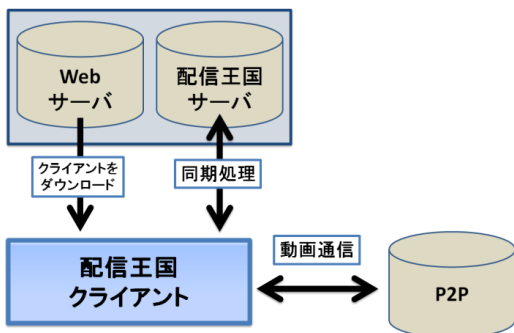 Web
サーバ
配信王国
サーバ
クライアントを
ダウンロード
同期処理
配信王国
クライアント
動画通信
P2P